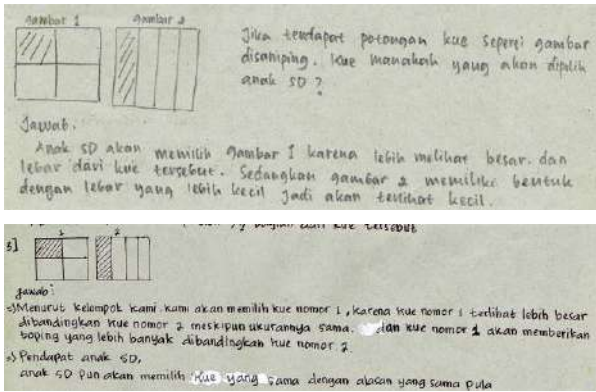 gambar 1
gambar 2
Jika terdapat potongan kue seperti gambar
disamping. kue manakah yang akan dipilih
anak SD?
Jawab.
Anak SD akan memilih gambar 1 karena lebih melihat besar dan
lebar dari kue tersebut. Sedangkan gambar 2 memiliki bentuk
dengan lebar yang lebih kecil Jadi akan terlihat kecil.
kue tersebut
3]
1
2
Jawab:
=) Menurut kelompok kami. kami akan memilih kue nomor 1, karena kue nomor 1 terlihat lebih besar
dibandingkan kue nomor 2 meskipun ukurannya sama. dan kue nomor 1 akan memberikan
toping yang lebih banyak dibandingkan kue nomor 2.
=) Pendapat anak SD,
anak SD pun akan memilih kue yang sama dengan alasan yang sama pula